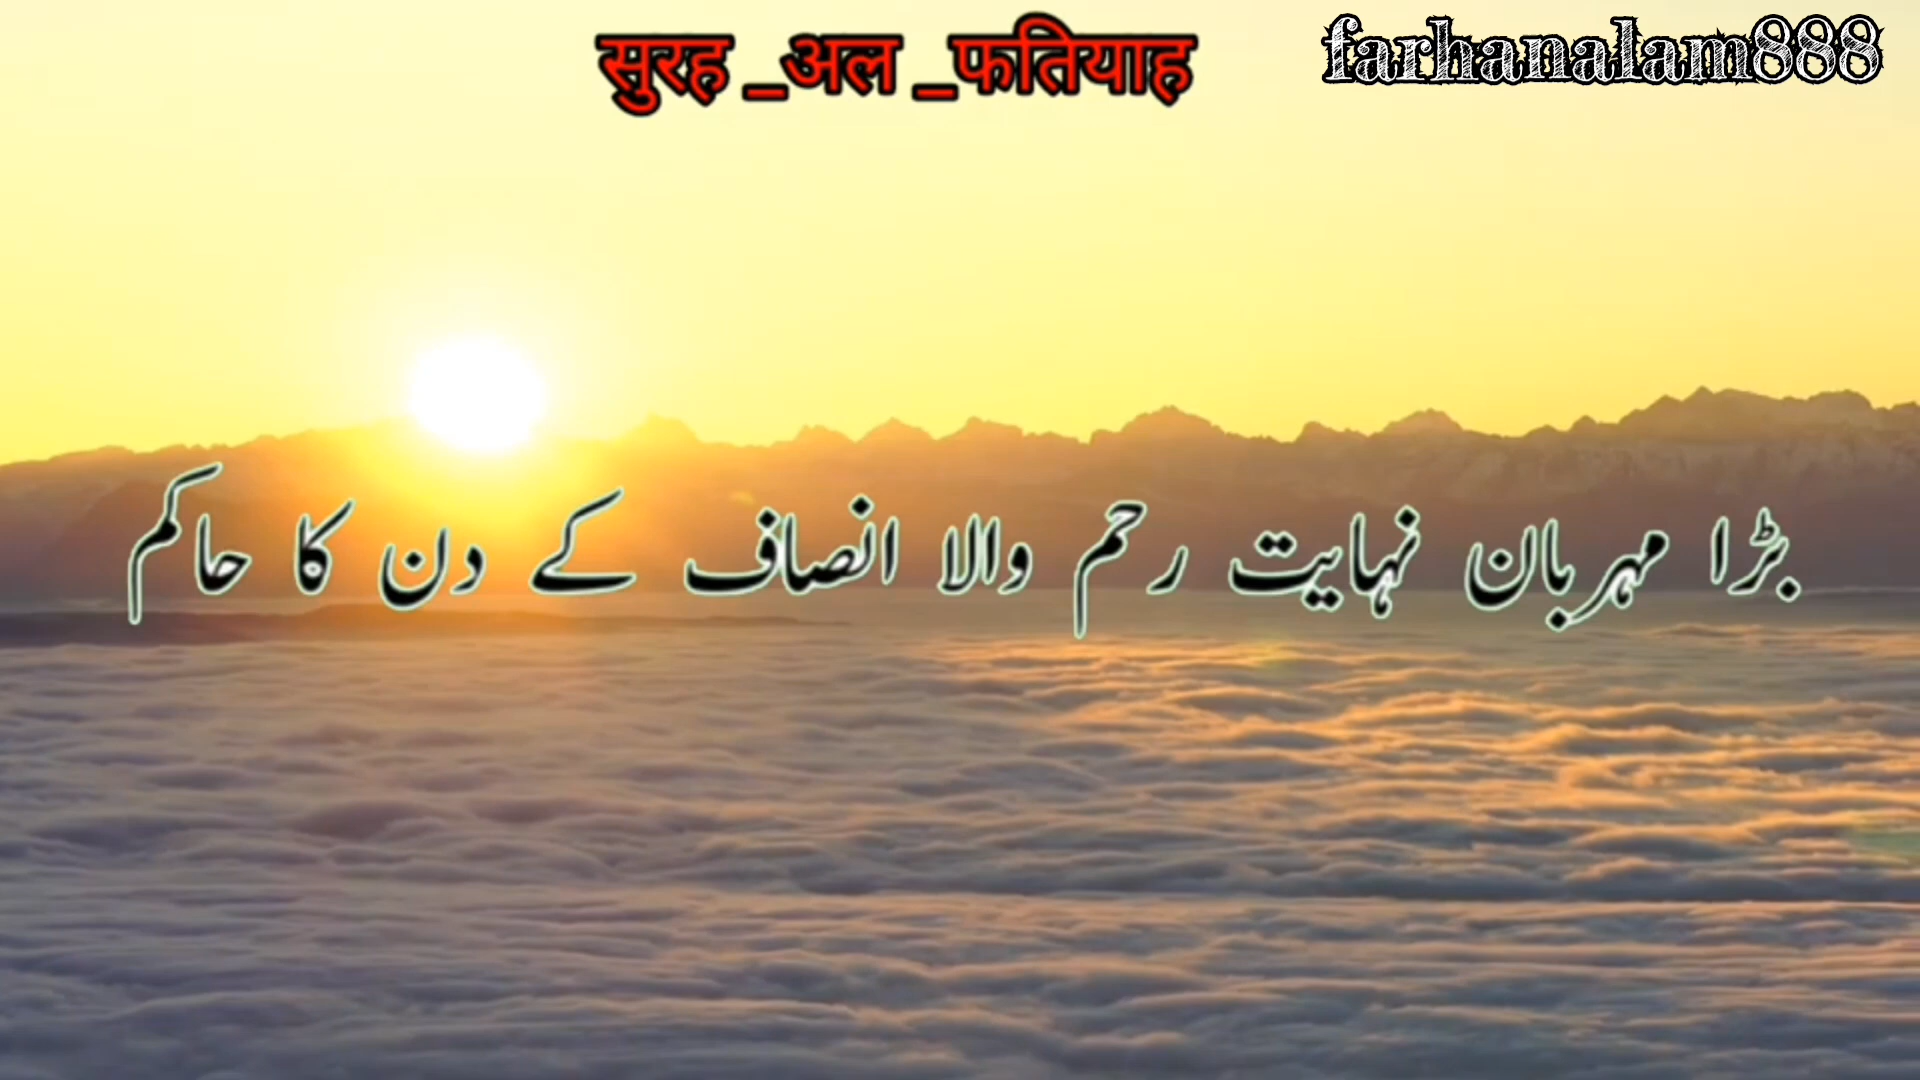 सुरह _अल _फतियाह
farhanalam888
بڑا مہربان نہایت رحم والا انصاف کے دن کا حاکم